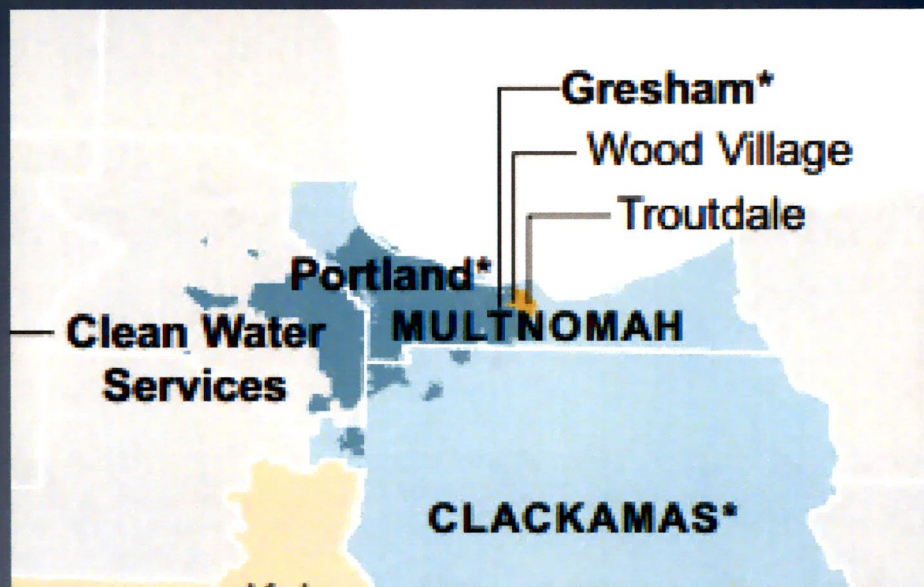 Gresham*
Wood Village
Troutdale
Portland*
MULTNOMAH
Clean Water
Services
CLACKAMAS*